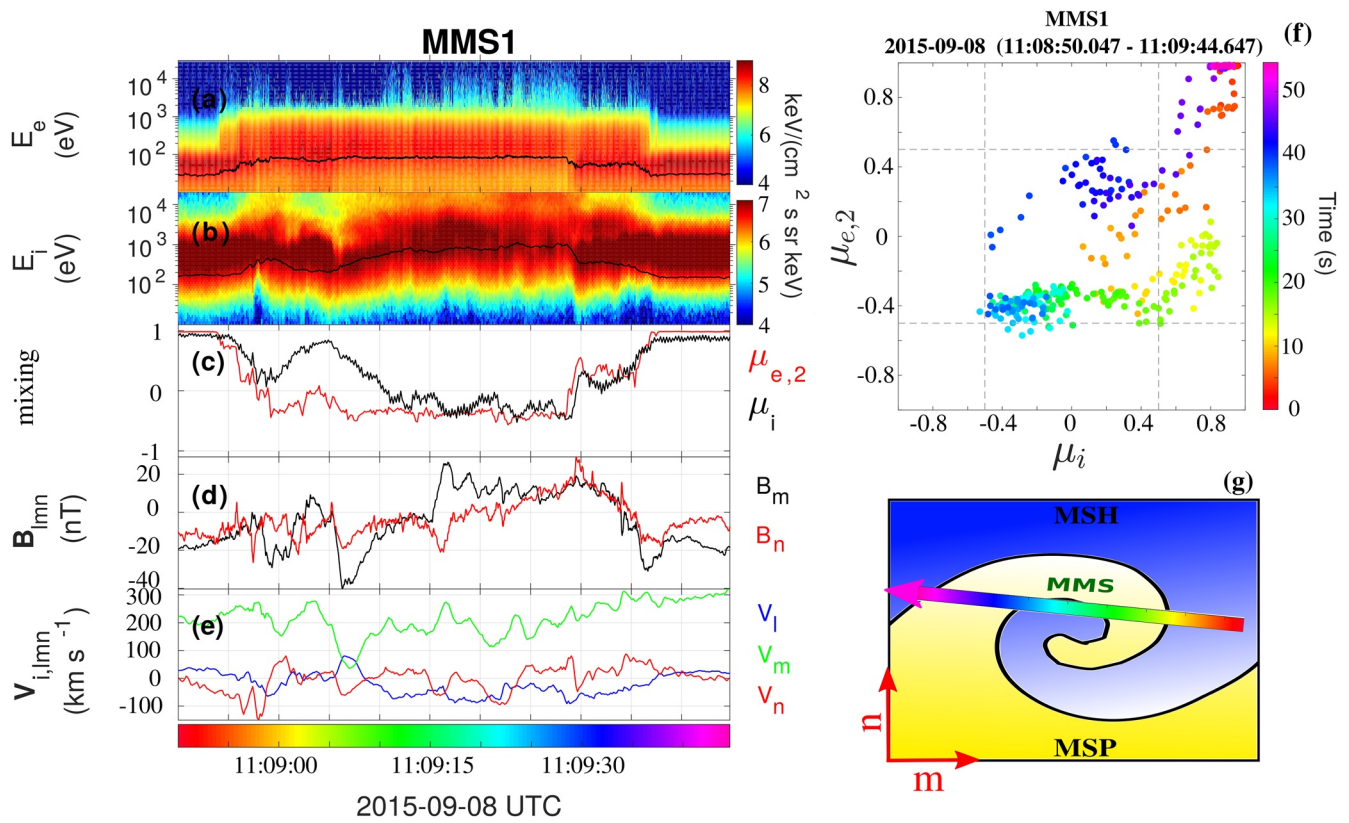 MMS1
(a)
E_e
(eV)
10^4
10^3
10^2
8
6
4
keV/(cm^2 s sr keV)
(b)
E_i
(eV)
10^4
10^3
10^2
7
6
5
4
(c)
mixing
1
0
-1
μ_e,2
μ_i
(d)
B_lmn
(nT)
20
0
-20
-40
B_m
B_n
(e)
V_i,lmn
(km s^-1)
300
200
100
0
-100
V_l
V_m
V_n
11:09:00 11:09:15 11:09:30
2015-09-08 UTC
MMS1
2015-09-08 (11:08:50.047 - 11:09:44.647)
(f)
μ_e,2
0.8
0.4
0
-0.4
-0.8
-0.8 -0.4 0 0.4 0.8
μ_i
50
40
30
20
10
0
Time (s)
(g)
MSH
MMS
MSP
n
m